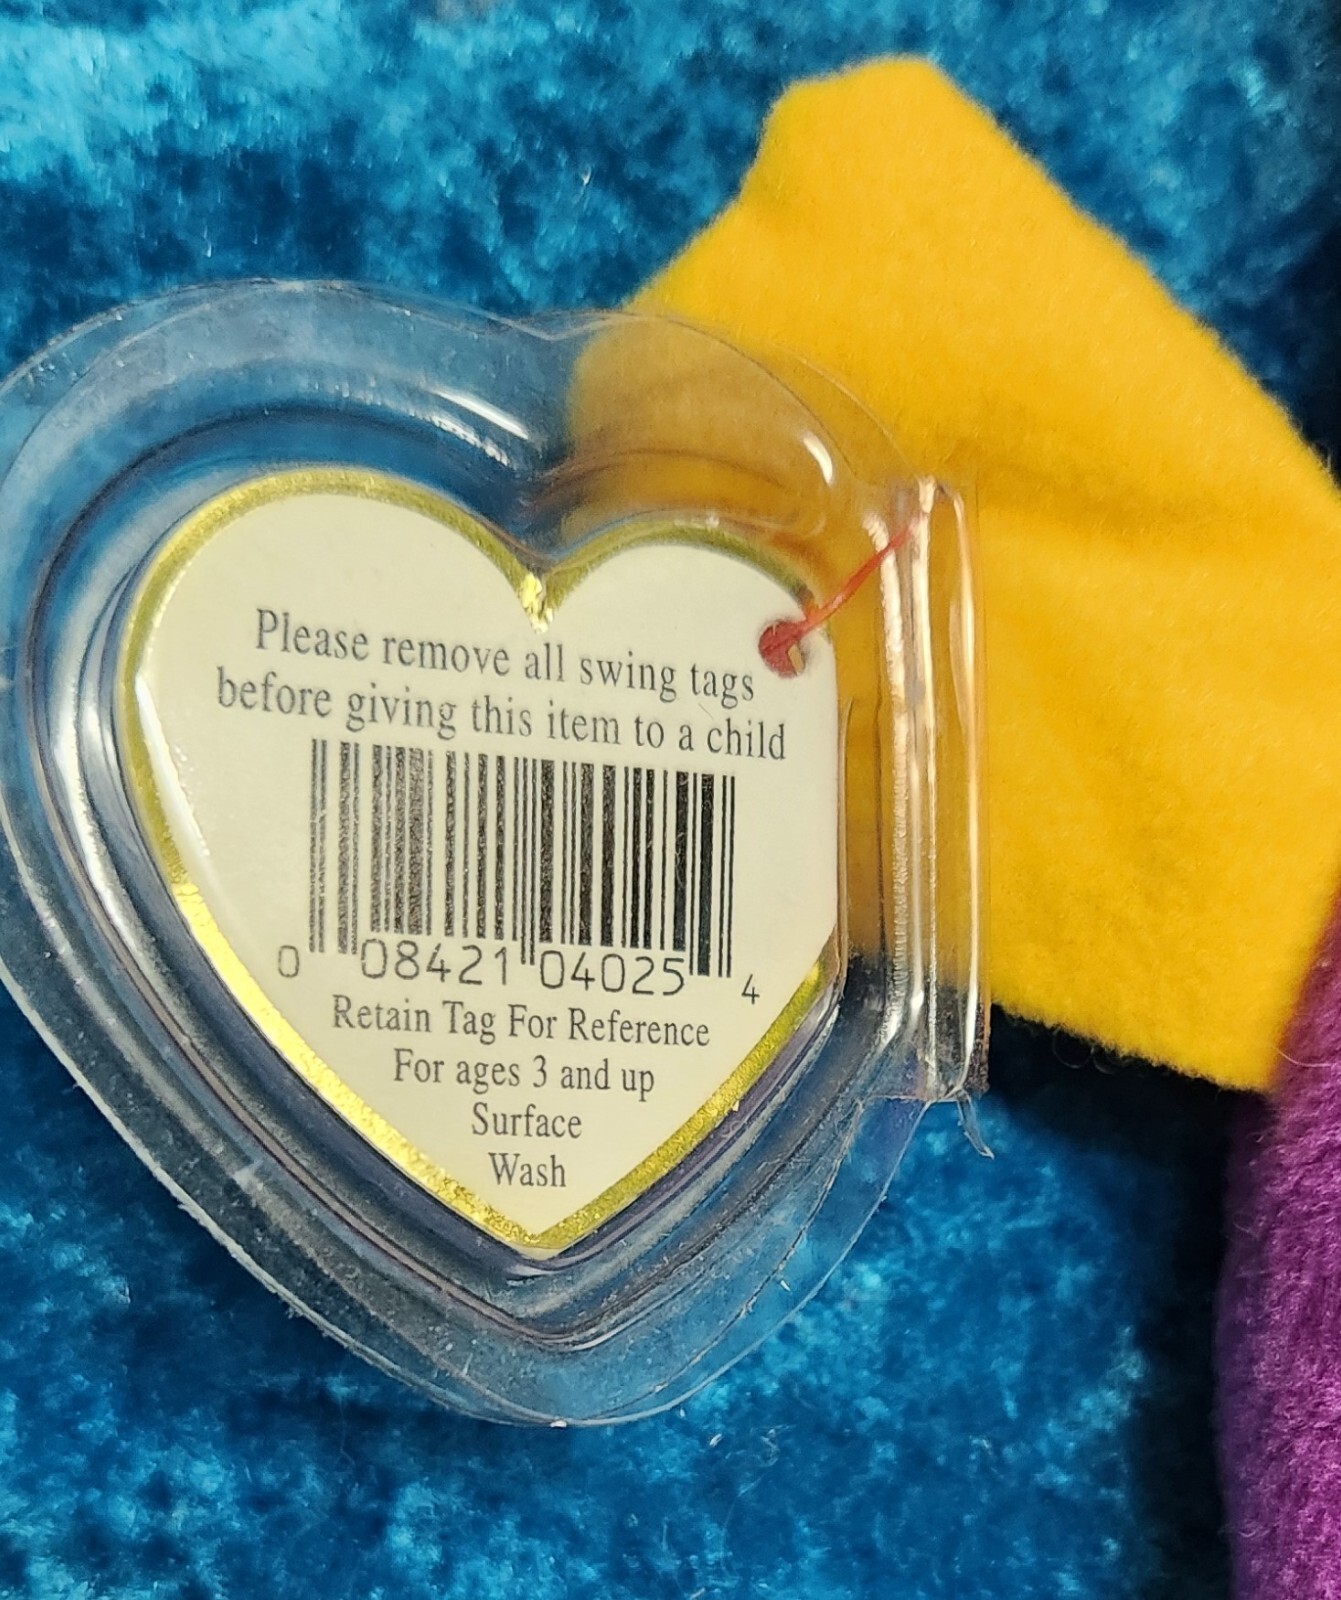 Please remove all swing tags
before giving this item to a child
0 08421 04025 4
Retain Tag For Reference
For ages 3 and up
Surface
Wash